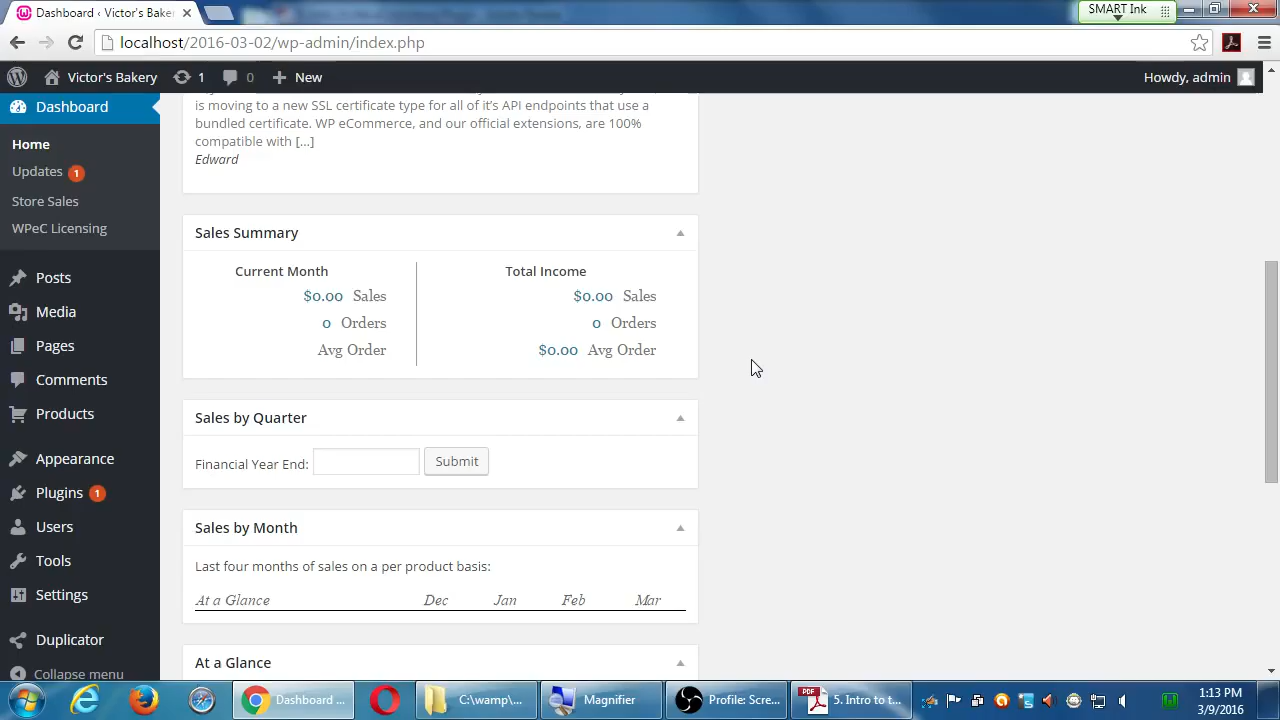 Dashboard ‹ Victor's Baker
SMART Ink
localhost/2016-03-02/wp-admin/index.php
Victor's Bakery 1 0 New Howdy, admin
Dashboard
Home
Updates 1
Store Sales
WPeC Licensing
Posts
Media
Pages
Comments
Products
Appearance
Plugins 1
Users
Tools
Settings
Duplicator
Collapse menu
is moving to a new SSL certificate type for all of it's API endpoints that use a
bundled certificate. WP eCommerce, and our official extensions, are 100%
compatible with [...]
Edward
Sales Summary
Current Month Total Income
$0.00 Sales $0.00 Sales
0 Orders 0 Orders
Avg Order $0.00 Avg Order
Sales by Quarter
Financial Year End: Submit
Sales by Month
Last four months of sales on a per product basis:
At a Glance Dec Jan Feb Mar
At a Glance
Dashboard ... C:\wamp\... Magnifier Profile: Scre... 5. Intro to t...
1:13 PM
3/9/2016